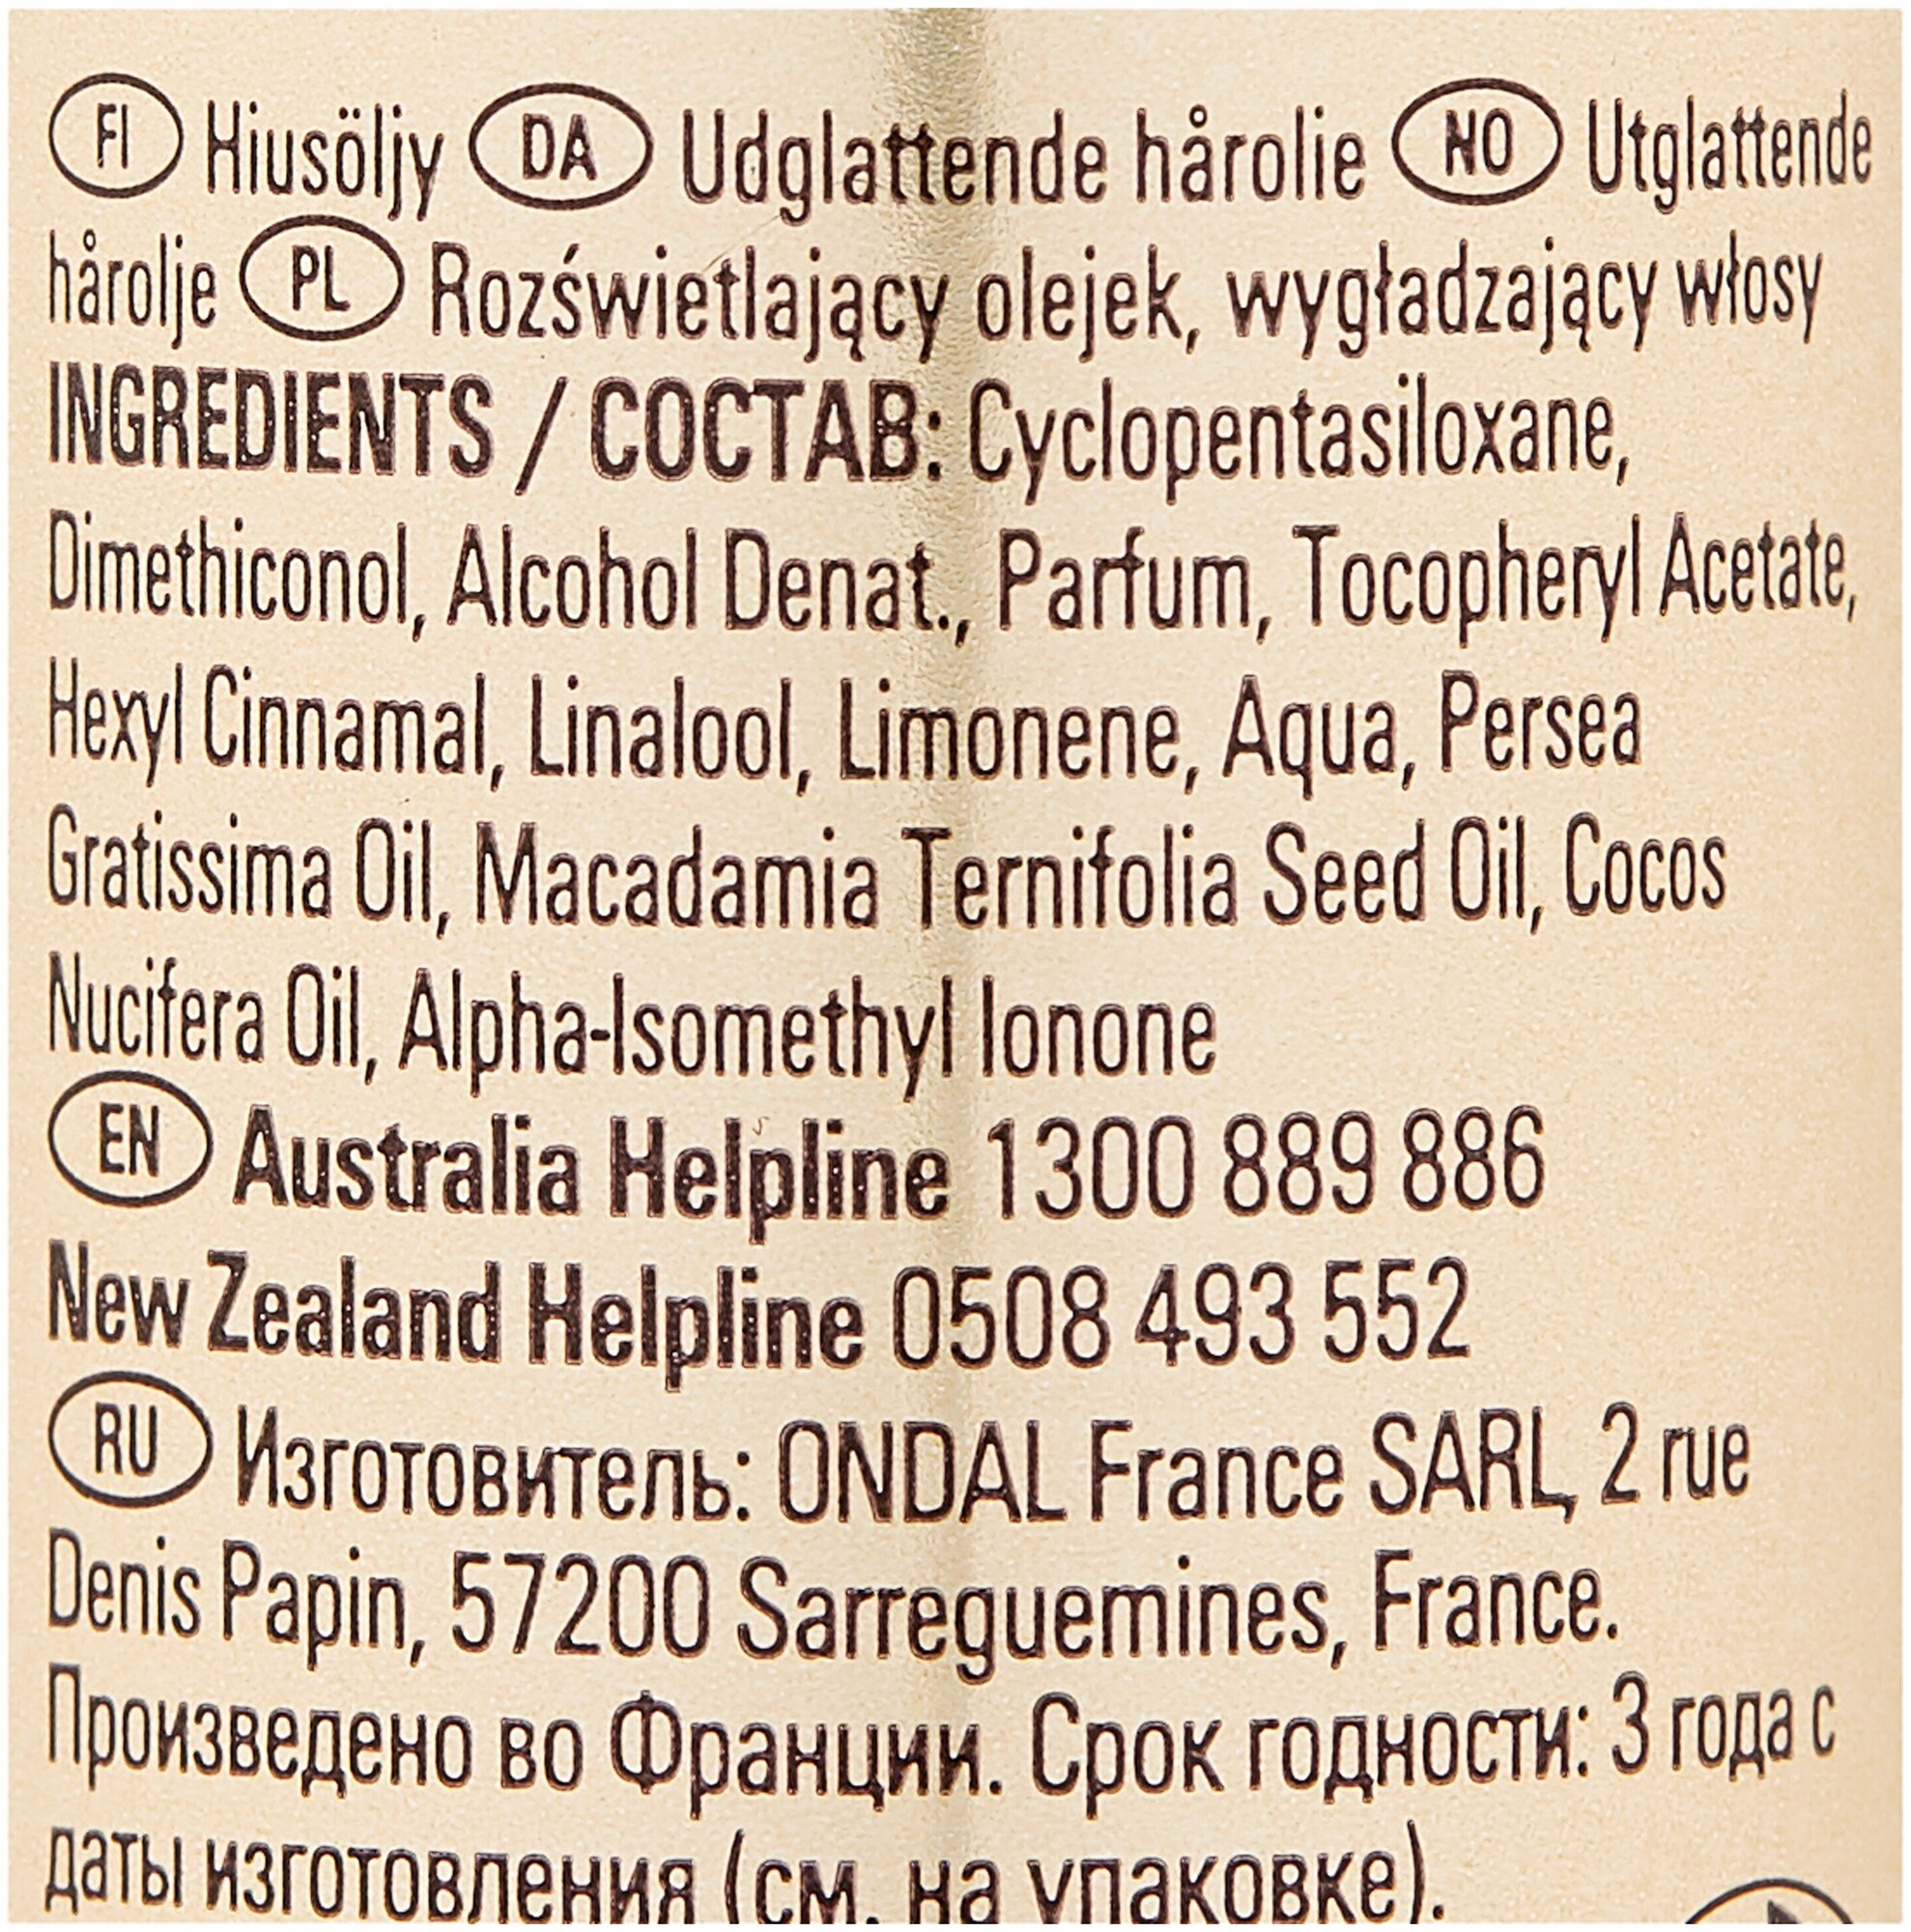 FI Hiusöljy DA Udglattende hårolie NO Utglattende
hårolje PL Rozświetlający olejek, wygładzający włosy
INGREDIENTS / СОСТАВ: Cyclopentasiloxane,
Dimethiconol, Alcohol Denat., Parfum, Tocopheryl Acetate,
Hexyl Cinnamal, Linalool, Limonene, Aqua, Persea
Gratissima Oil, Macadamia Ternifolia Seed Oil, Cocos
Nucifera Oil, Alpha-Isomethyl Ionone
EN Australia Helpline 1300 889 886
New Zealand Helpline 0508 493 552
RU Изготовитель: ONDAL France SARL, 2 rue
Denis Papin, 57200 Sarreguemines, France.
Произведено во Франции. Срок годности: 3 года с
даты изготовления (см. на упаковке).